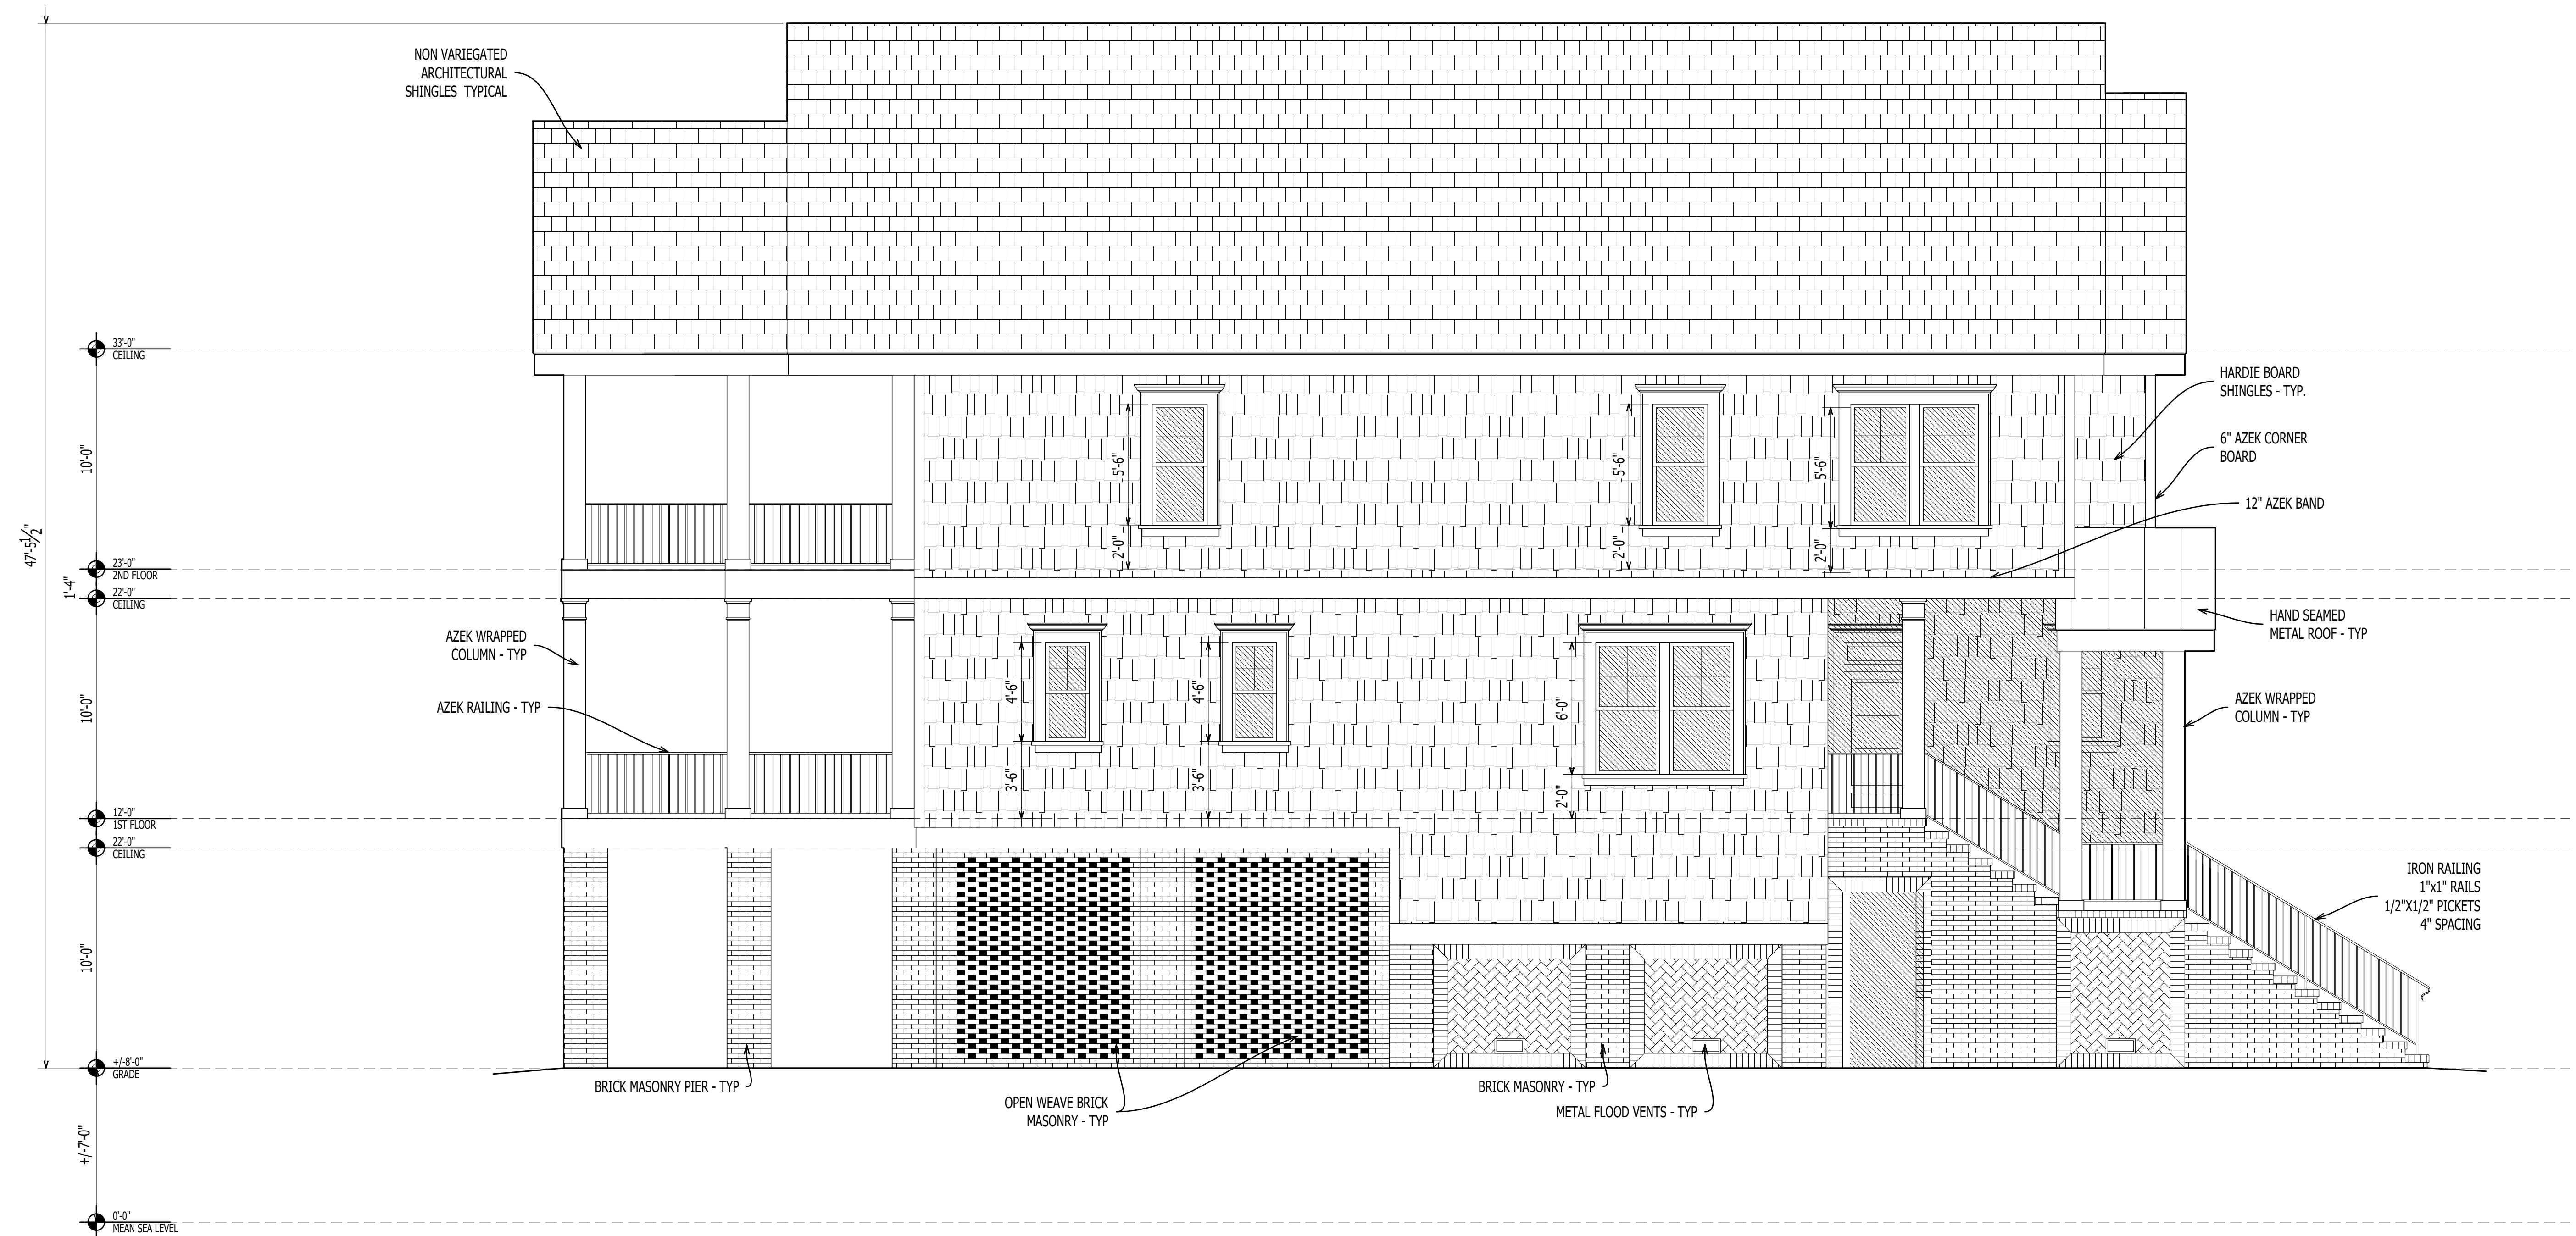 NON VARIEGATED
ARCHITECTURAL
SHINGLES TYPICAL
47'-5 1/2"
33'-0"
CEILING
10'-0"
23'-0"
2ND FLOOR
1'-4"
22'-0"
CEILING
10'-0"
12'-0"
1ST FLOOR
22'-0"
CEILING
10'-0"
+/-8'-0"
GRADE
+/-7'-0"
0'-0"
MEAN SEA LEVEL
AZEK WRAPPED
COLUMN - TYP
AZEK RAILING - TYP
5'-6"
2'-0"
5'-6"
2'-0"
5'-6"
2'-0"
4'-6"
3'-6"
4'-6"
3'-6"
6'-0"
2'-0"
HARDIE BOARD
SHINGLES - TYP.
6" AZEK CORNER
BOARD
12" AZEK BAND
HAND SEAMED
METAL ROOF - TYP
AZEK WRAPPED
COLUMN - TYP
IRON RAILING
1"x1" RAILS
1/2"X1/2" PICKETS
4" SPACING
BRICK MASONRY PIER - TYP
OPEN WEAVE BRICK
MASONRY - TYP
BRICK MASONRY - TYP
METAL FLOOD VENTS - TYP